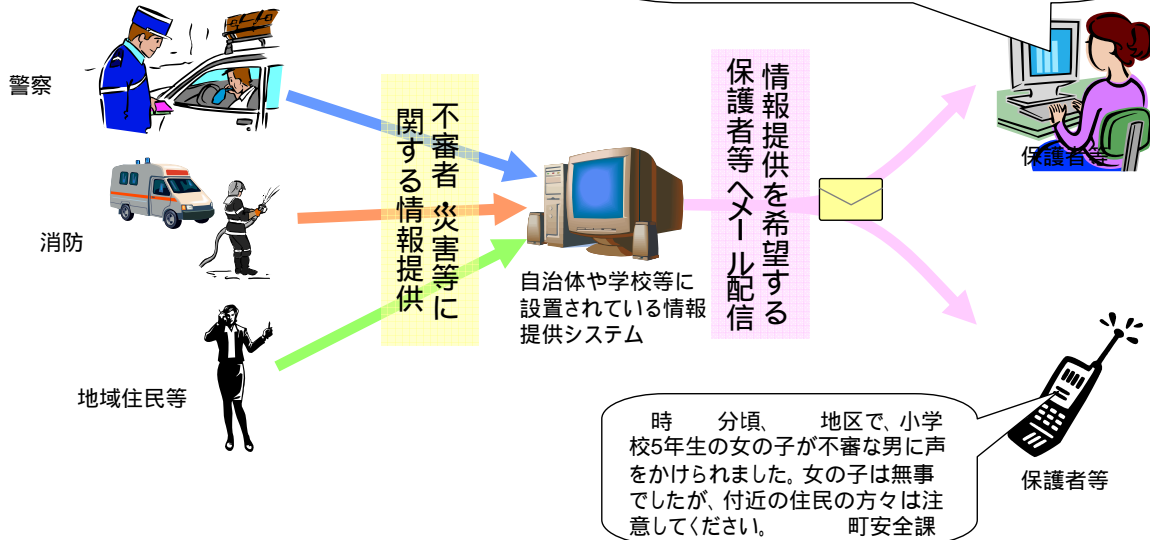 警察
消防
地域住民等
不審者・災害等に
関する情報提供
自治体や学校等に
設置されている情報
提供システム
情報提供を希望する
保護者等へメール配信
保護者等
　時　　分頃、　　地区で、小学
校5年生の女の子が不審な男に声
をかけられました。女の子は無事
でしたが、付近の住民の方々は注
意してください。　　　町安全課
保護者等